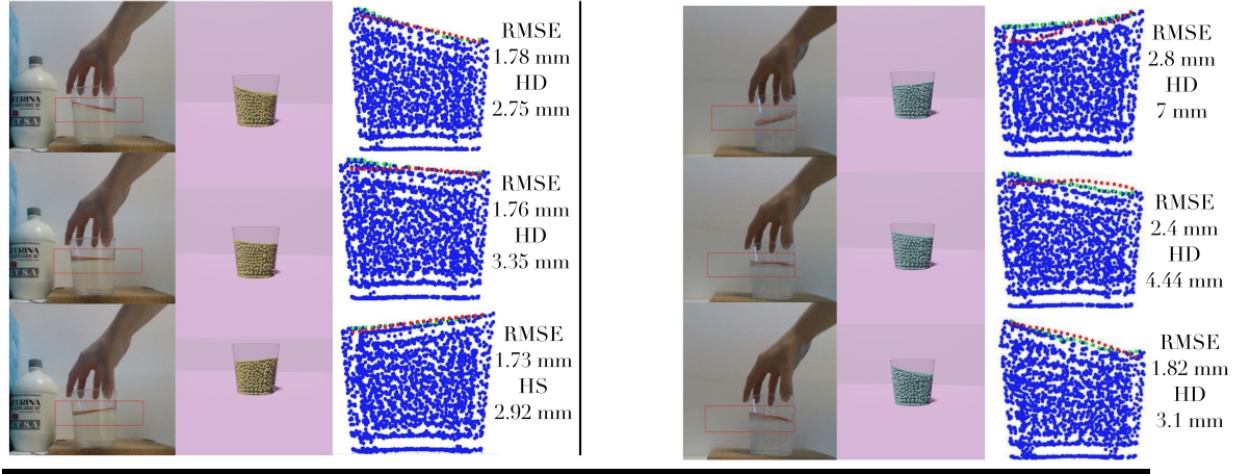 RMSE
1.78 mm
HD
2.75 mm
RMSE
1.76 mm
HD
3.35 mm
RMSE
1.73 mm
HS
2.92 mm
RMSE
2.8 mm
HD
7 mm
RMSE
2.4 mm
HD
4.44 mm
RMSE
1.82 mm
HD
3.1 mm